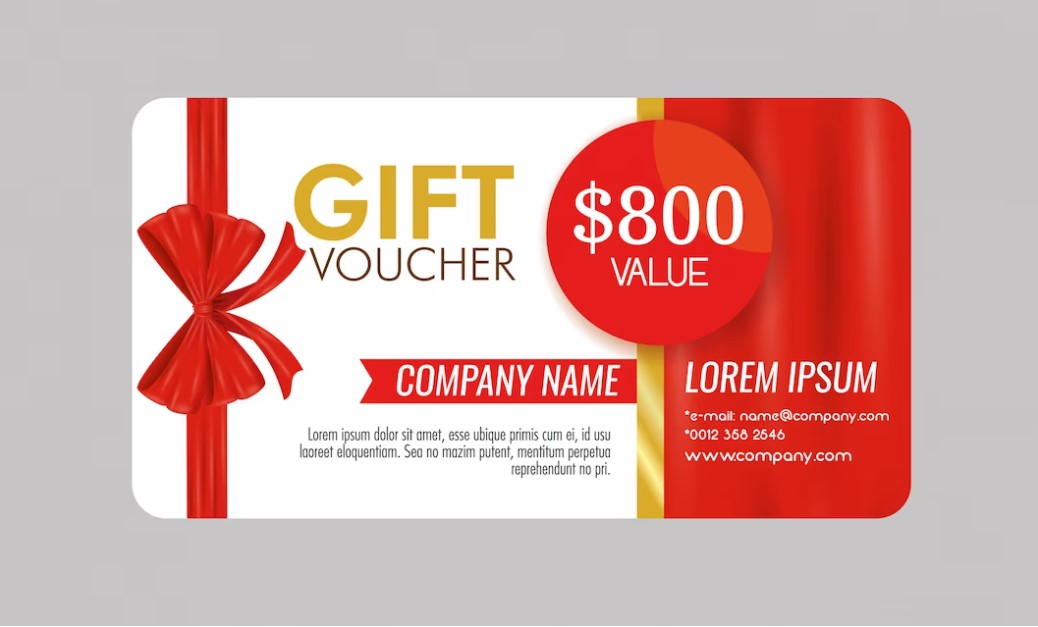 GIFT
VOUCHER
$800
VALUE
COMPANY NAME
Lorem ipsum dolor sit amet, esse ubique primis cum ei, id usu
laoreet eloquentiam. Sea no mazim putent, mentitum perpetua
reprehendunt no pri.
LOREM IPSUM
*e-mail: name@company.com
*0012 358 2546
www.company.com